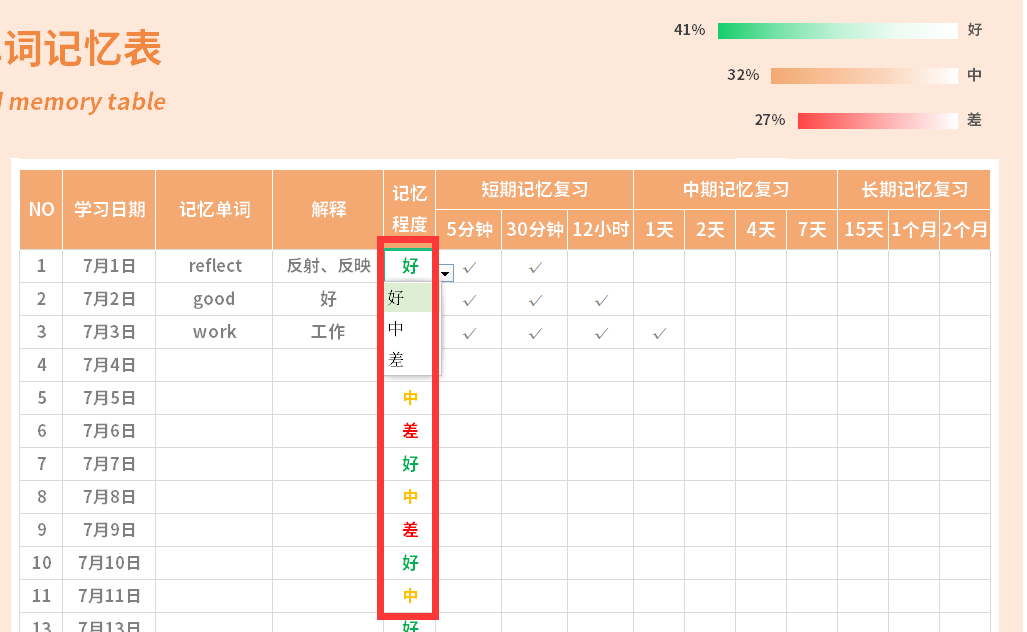 词记忆表
memory table
41% 好
32% 中
27% 差
NO 学习日期 记忆单词 解释 记忆程度 短期记忆复习 中期记忆复习 长期记忆复习
5分钟 30分钟 12小时 1天 2天 4天 7天 15天 1个月 2个月
1 7月1日 reflect 反射、反映 好 ✓ ✓
好
2 7月2日 good 好 ✓ ✓ ✓
中
3 7月3日 work 工作 ✓ ✓ ✓ ✓
差
4 7月4日
5 7月5日 中
6 7月6日 差
7 7月7日 好
8 7月8日 中
9 7月9日 差
10 7月10日 好
11 7月11日 中
13 7月13日 好